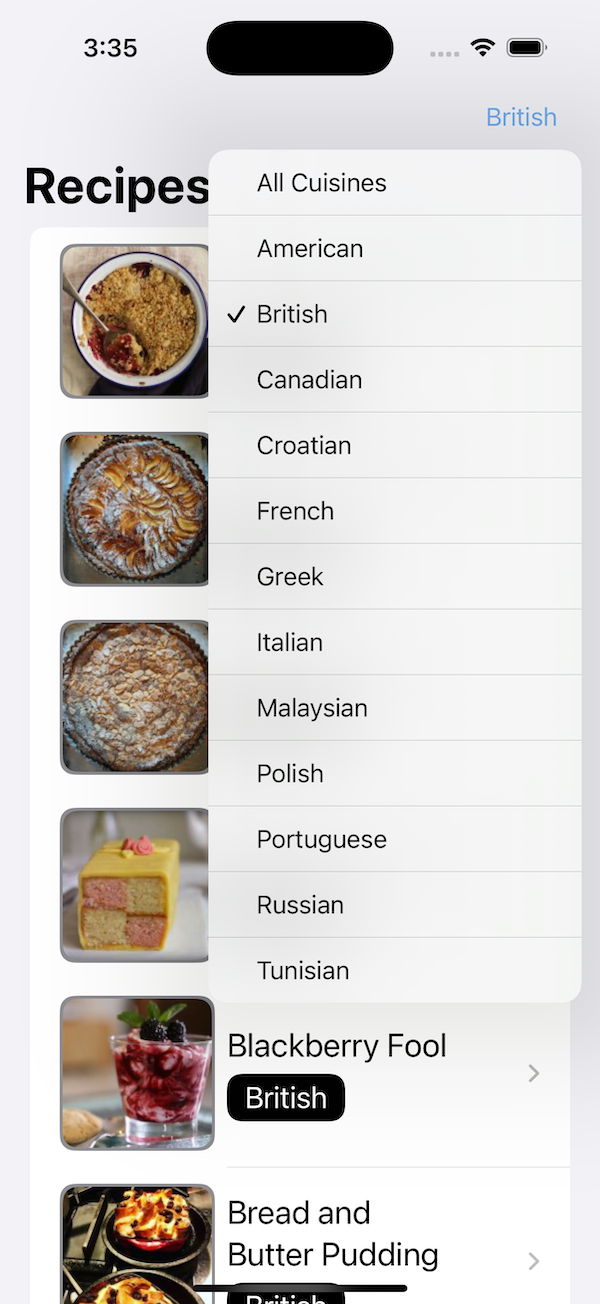 3:35
British
Recipes
All Cuisines
American
British
Canadian
Croatian
French
Greek
Italian
Malaysian
Polish
Portuguese
Russian
Tunisian
Blackberry Fool
British
Bread and
Butter Pudding
British